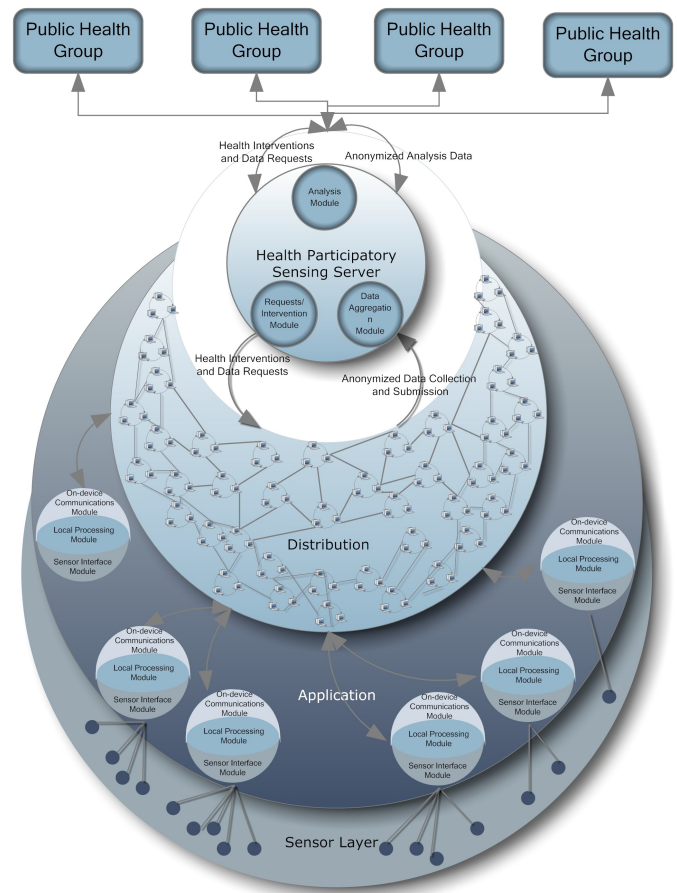 Public Health
Group
Public Health
Group
Public Health
Group
Public Health
Group
Health Interventions
and Data Requests
Anonymized Analysis Data
Analysis
Module
Health Participatory
Sensing Server
Requests/
Intervention
Module
Data
Aggregatio
n
Module
Health Interventions
and Data Requests
Anonymized Data Collection
and Submission
Distribution
On-device
Communications
Module
Local Processing
Module
Sensor Interface
Module
On-device
Communications
Module
Local Processing
Module
Sensor Interface
Module
On-device
Communications
Module
Local Processing
Module
Sensor Interface
Module
On-device
Communications
Module
Local Processing
Module
Sensor Interface
Module
Application
On-device
Communications
Module
Local Processing
Module
Sensor Interface
Module
On-device
Communications
Module
Local Processing
Module
Sensor Interface
Module
Sensor Layer